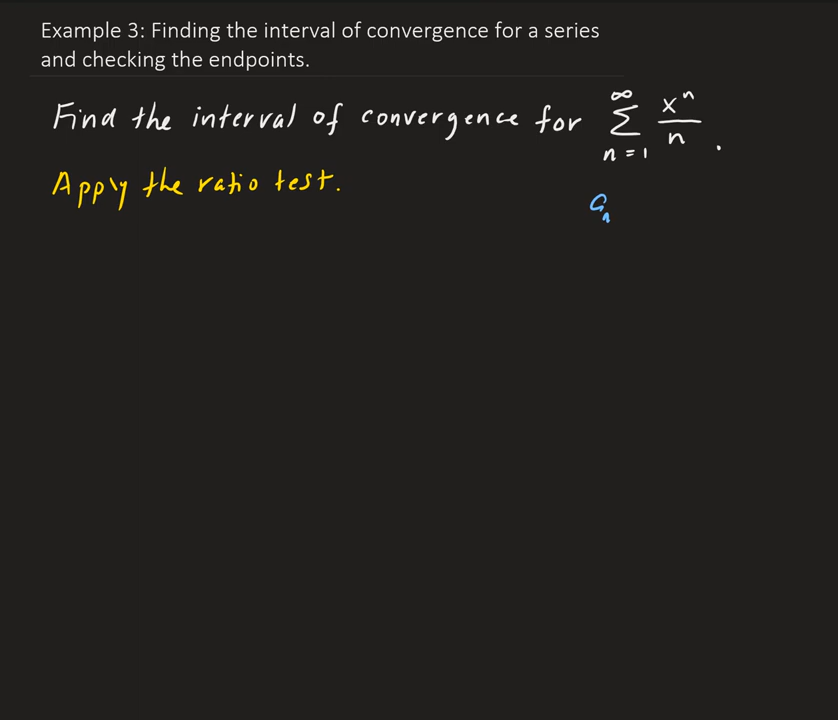 Example 3: Finding the interval of convergence for a series
and checking the endpoints.
Find the interval of convergence for ∑_{n=1}^{∞} xⁿ/n .
Apply the ratio test.
aₙ